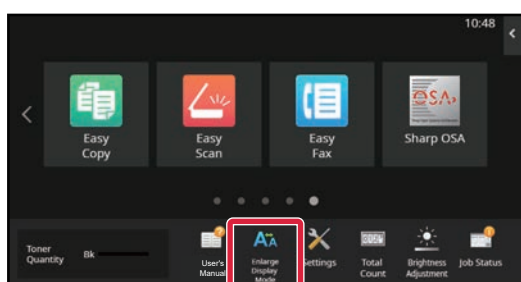 10:48
Easy
Copy
Easy
Scan
Easy
Fax
OSA
Sharp OSA
Toner
Quantity
Bk
User's
Manual
Enlarge
Display
Mode
Settings
Total
Count
Brightness
Adjustment
Job Status